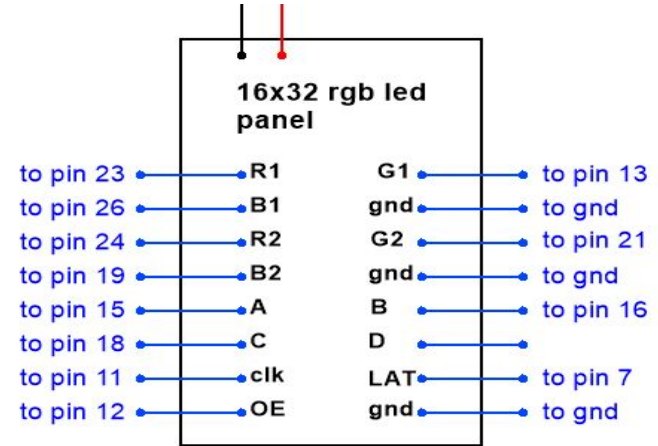 16x32 rgb led
panel
to pin 23 R1 G1 to pin 13
to pin 26 B1 gnd to gnd
to pin 24 R2 G2 to pin 21
to pin 19 B2 gnd to gnd
to pin 15 A B to pin 16
to pin 18 C D
to pin 11 clk LAT to pin 7
to pin 12 OE gnd to gnd